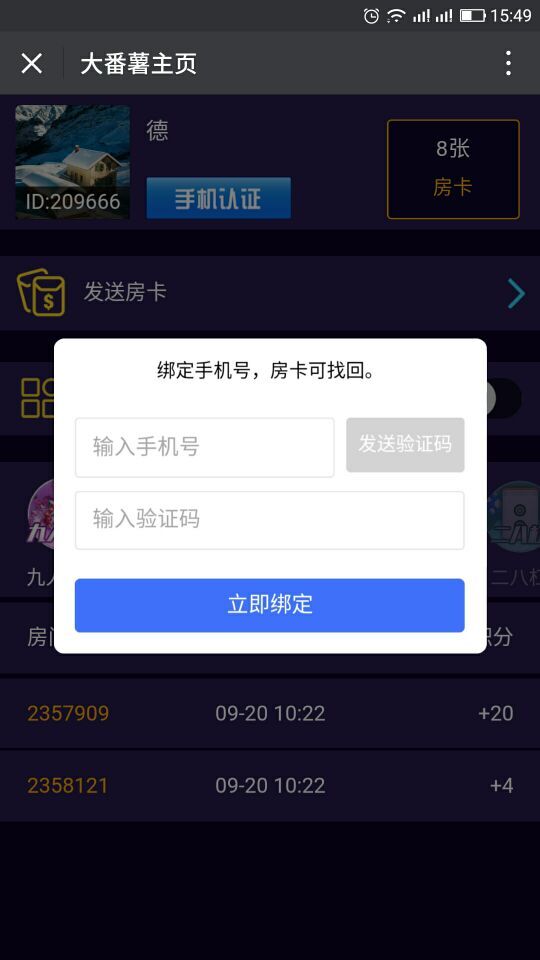 15:49
大番薯主页
德
8张
房卡
ID:209666
手机认证
发送房卡
绑定手机号，房卡可找回。
输入手机号
发送验证码
输入验证码
立即绑定
九人
二八杠
房间
积分
2357909 09-20 10:22 +20
2358121 09-20 10:22 +4